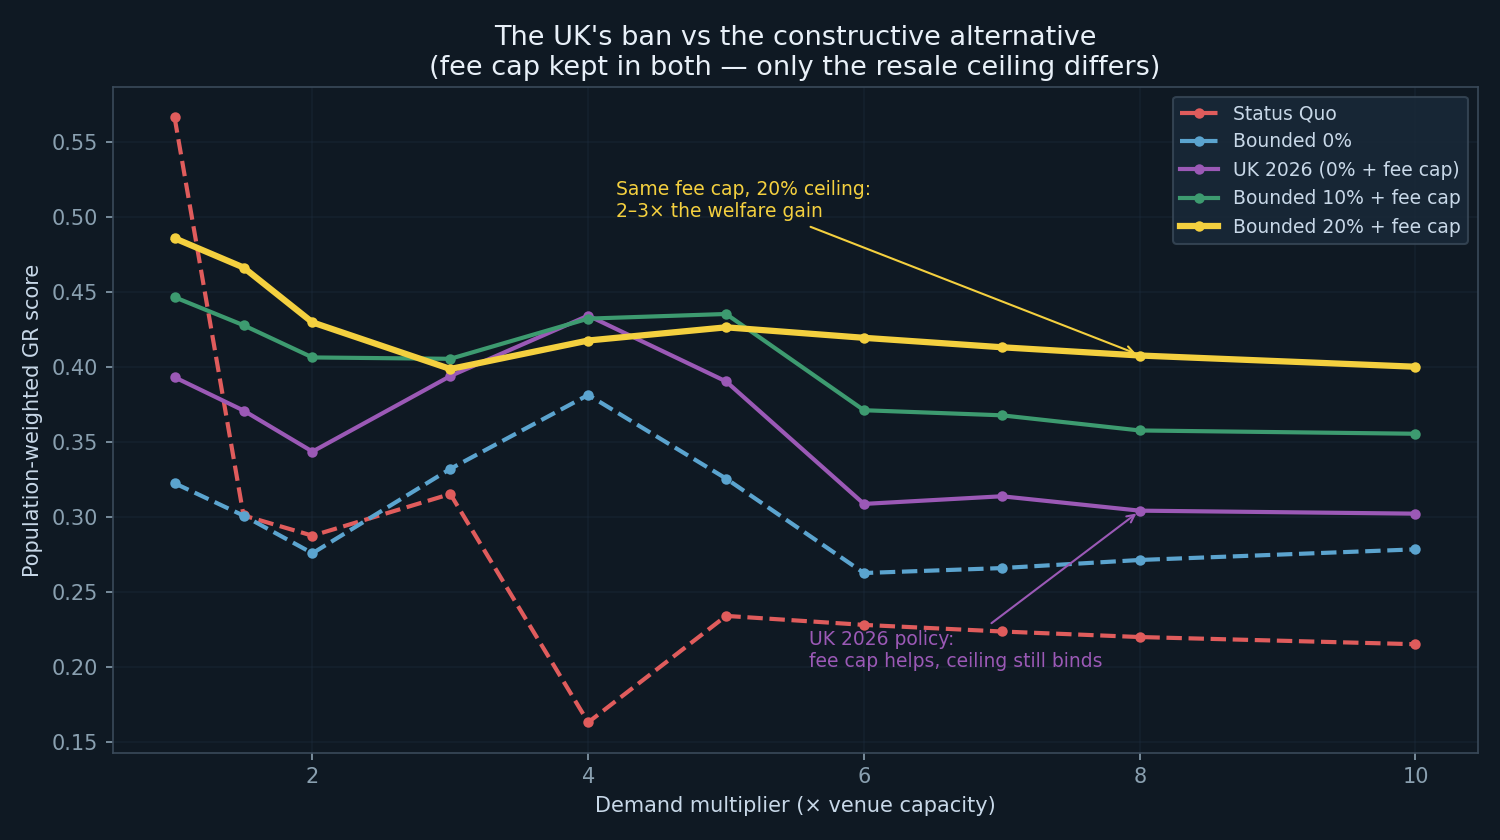 The UK's ban vs the constructive alternative
(fee cap kept in both — only the resale ceiling differs)
Status Quo
Bounded 0%
UK 2026 (0% + fee cap)
Bounded 10% + fee cap
Bounded 20% + fee cap
Same fee cap, 20% ceiling:
2–3× the welfare gain
UK 2026 policy:
fee cap helps, ceiling still binds
Population-weighted GR score
0.55
0.50
0.45
0.40
0.35
0.30
0.25
0.20
0.15
2
4
6
8
10
Demand multiplier (× venue capacity)